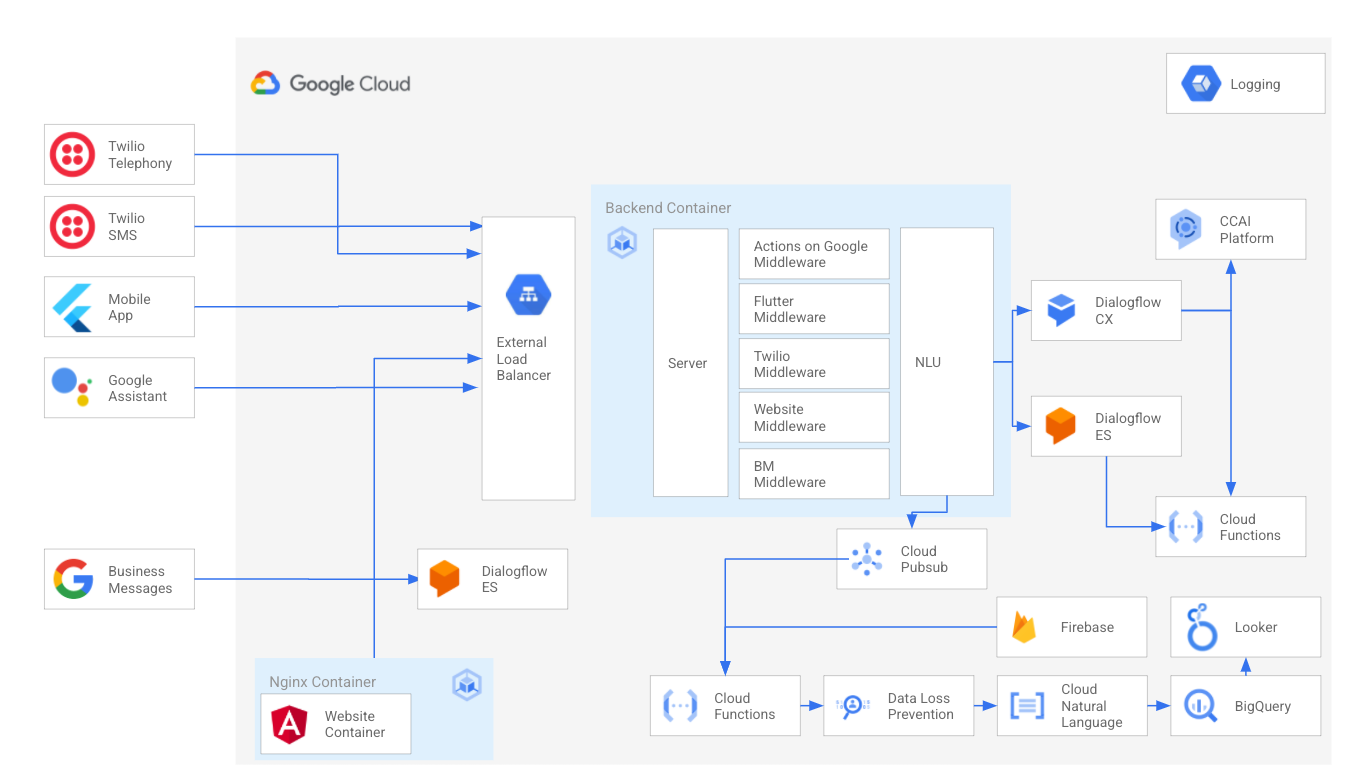 Google Cloud
Logging
Twilio
Telephony
Twilio
SMS
Mobile
App
Google
Assistant
Business
Messages
External
Load
Balancer
Backend Container
Server
Actions on Google
Middleware
Flutter
Middleware
Twilio
Middleware
Website
Middleware
BM
Middleware
NLU
CCAI
Platform
Dialogflow
CX
Dialogflow
ES
Cloud
Functions
Cloud
Pubsub
Dialogflow
ES
Firebase
Looker
Nginx Container
Website
Container
Cloud
Functions
Data Loss
Prevention
Cloud
Natural
Language
BigQuery